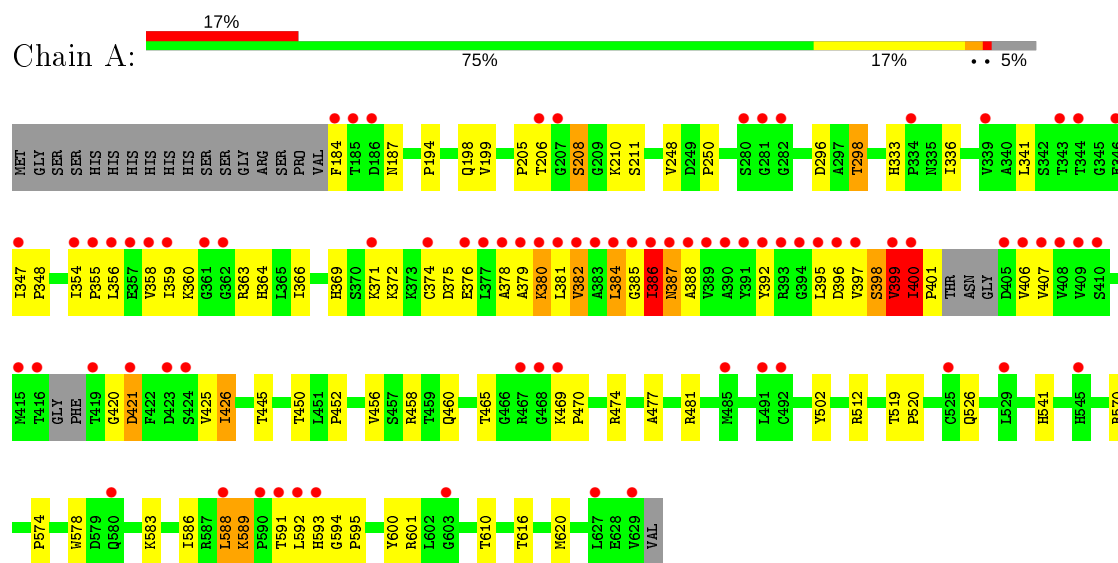 17%
Chain A:
75% 17% • • 5%
MET GLY SER SER HIS HIS HIS HIS HIS HIS SER SER GLY ARG SER PRO VAL F184 T185 D186 N187 P194 Q198 V199 P205 T206 G207 S208 G209 K210 S211 V248 D249 P250 S280 G281 G282 D296 A297 T298 H333 P334 N335 I336 V339 A340 L341 S342 T343 T344 G345 E346
I347 P348 I354 P355 L356 E357 V358 I359 K360 G361 G362 R363 H364 L365 I366 H369 S370 K371 K372 K373 C374 D375 E376 L377 A378 A379 K380 L381 V382 A383 L384 G385 I386 N387 A388 V389 A390 Y391 Y392 R393 G394 L395 D396 V397 S398 V399 I400 P401 THR ASN GLY D405 V406 V407 V408 V409 S410
M415 T416 GLY PHE T419 G420 D421 F422 D423 S424 V425 I426 T445 T450 L451 P452 V456 S457 R458 T459 Q460 T465 G466 R467 G468 K469 P470 R474 A477 R481 M485 L491 C492 Y502 R512 T519 P520 C525 Q526 L529 H541 H545
P574 W578 D579 Q580 K583 I586 R587 L588 K589 P590 T591 L592 H593 G594 P595 Y600 R601 L602 G603 T610 T616 M620 L627 E628 V629 VAL